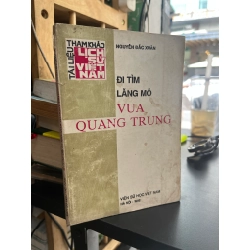 TÀI LIỆU THAM KHẢO
LỊCH
SỬ
VIỆT
NAM
NGUYỄN ĐẮC XUÂN
ĐI TÌM
LĂNG MỘ
VUA
QUANG TRUNG
VIỆN SỬ HỌC VIỆT NAM